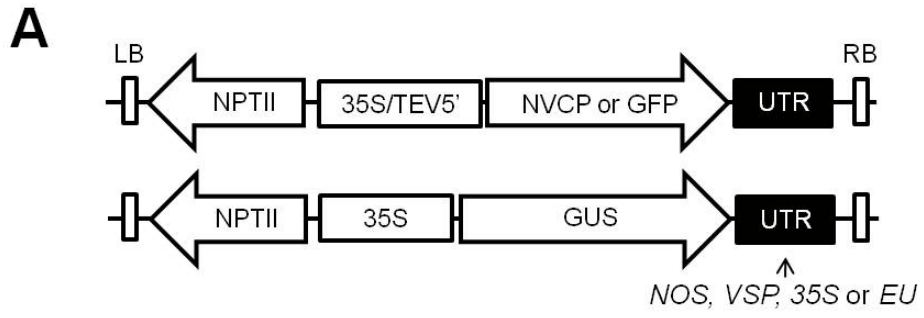 A
LB RB
NPTII 35S/TEV5' NVCP or GFP UTR
NPTII 35S GUS UTR
NOS, VSP, 35S or EU